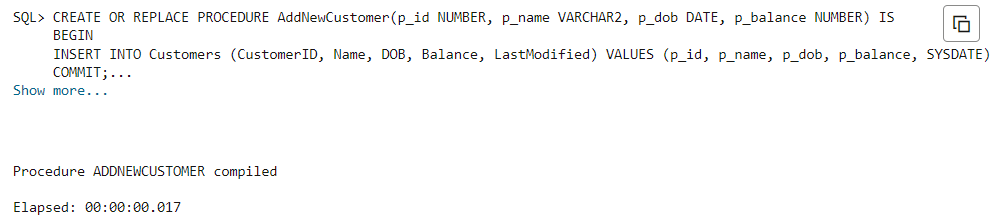 SQL> CREATE OR REPLACE PROCEDURE AddNewCustomer(p_id NUMBER, p_name VARCHAR2, p_dob DATE, p_balance NUMBER) IS
BEGIN
INSERT INTO Customers (CustomerID, Name, DOB, Balance, LastModified) VALUES (p_id, p_name, p_dob, p_balance, SYSDATE)
COMMIT;...
Show more...
Procedure ADDNEWCUSTOMER compiled
Elapsed: 00:00:00.017